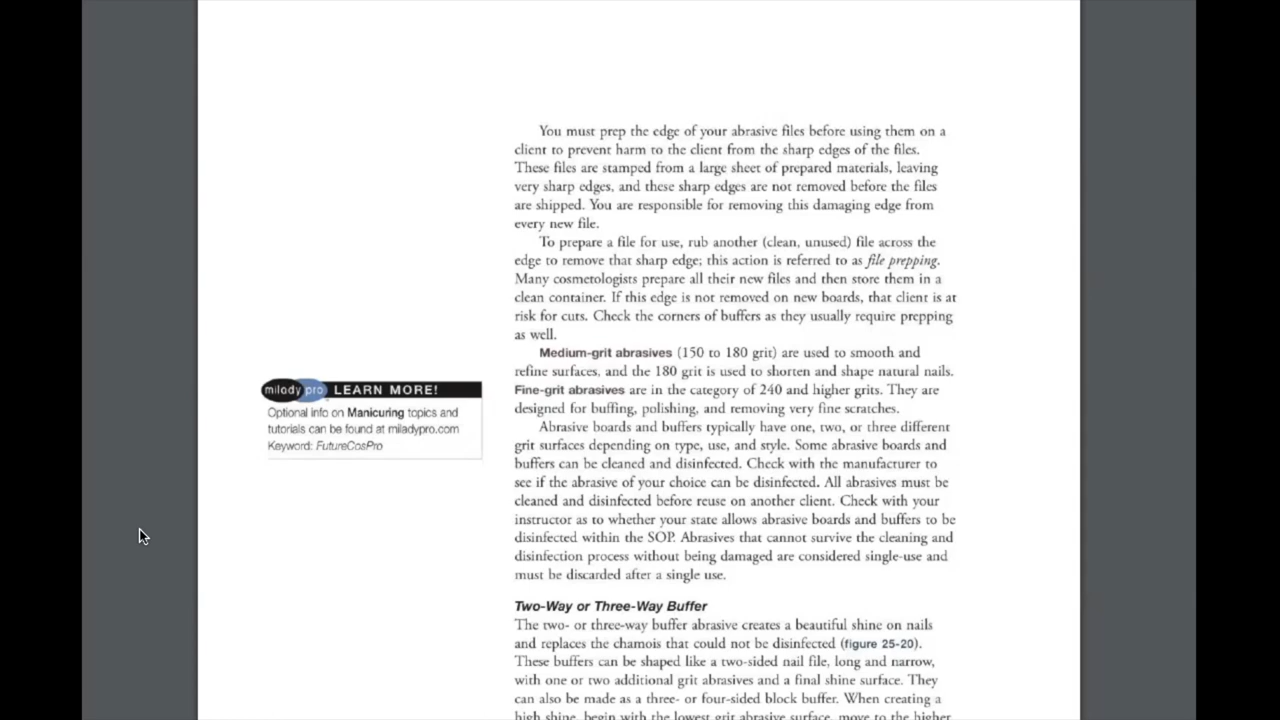 You must prep the edge of your abrasive files before using them on a
client to prevent harm to the client from the sharp edges of the files.
These files are stamped from a large sheet of prepared materials, leaving
very sharp edges, and these sharp edges are not removed before the files
are shipped. You are responsible for removing this damaging edge from
every new file.
To prepare a file for use, rub another (clean, unused) file across the
edge to remove that sharp edge; this action is referred to as file prepping.
Many cosmetologists prepare all their new files and then store them in a
clean container. If this edge is not removed on new boards, that client is at
risk for cuts. Check the corners of buffers as they usually require prepping
as well.
Medium-grit abrasives (150 to 180 grit) are used to smooth and
refine surfaces, and the 180 grit is used to shorten and shape natural nails.
Fine-grit abrasives are in the category of 240 and higher grits. They are
designed for buffing, polishing, and removing very fine scratches.
Abrasive boards and buffers typically have one, two, or three different
grit surfaces depending on type, use, and style. Some abrasive boards and
buffers can be cleaned and disinfected. Check with the manufacturer to
see if the abrasive of your choice can be disinfected. All abrasives must be
cleaned and disinfected before reuse on another client. Check with your
instructor as to whether your state allows abrasive boards and buffers to be
disinfected within the SOP. Abrasives that cannot survive the cleaning and
disinfection process without being damaged are considered single-use and
must be discarded after a single use.
milady pro LEARN MORE!
Optional info on Manicuring topics and
tutorials can be found at miladypro.com
Keyword: FutureCosPro
Two-Way or Three-Way Buffer
The two- or three-way buffer abrasive creates a beautiful shine on nails
and replaces the chamois that could not be disinfected (figure 25-20).
These buffers can be shaped like a two-sided nail file, long and narrow,
with one or two additional grit abrasives and a final shine surface. They
can also be made as a three- or four-sided block buffer. When creating a
high shine, begin with the lowest grit abrasive surface, move to the higher